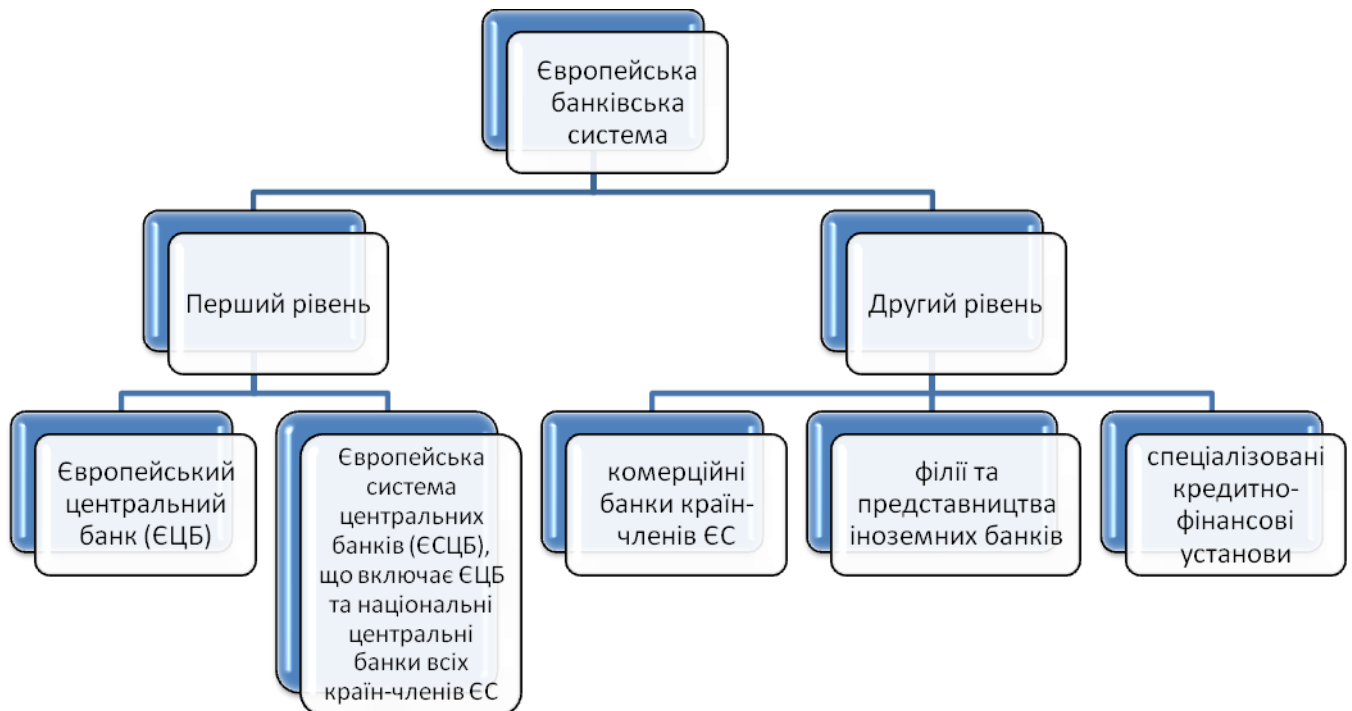 Європейська
банківська
система
Перший рівень
Другий рівень
Європейський
центральний
банк (ЄЦБ)
Європейська
система
центральних
банків (ЄСЦБ),
що включає ЄЦБ
та національні
центральні
банки всіх
країн-членів ЄС
комерційні
банки країн-
членів ЄС
філії та
представництва
іноземних банків
спеціалізовані
кредитно-
фінансові
установи